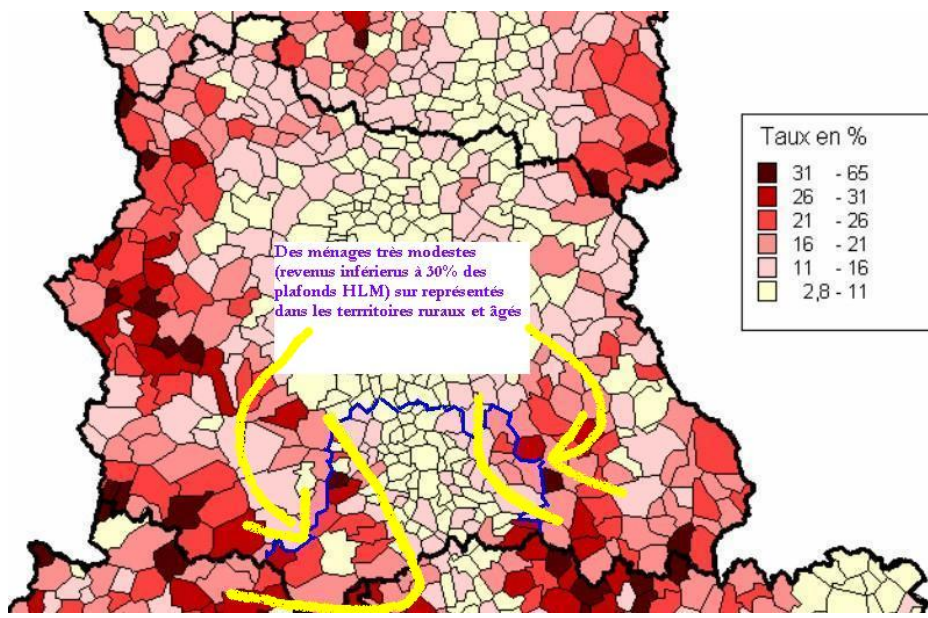 Taux en %
31 - 65
26 - 31
21 - 26
16 - 21
11 - 16
2,8 - 11
Des ménages très modestes
(revenus inférierus à 30% des
plafonds HLM) sur représentés
dans les terrritoires ruraux et âgés